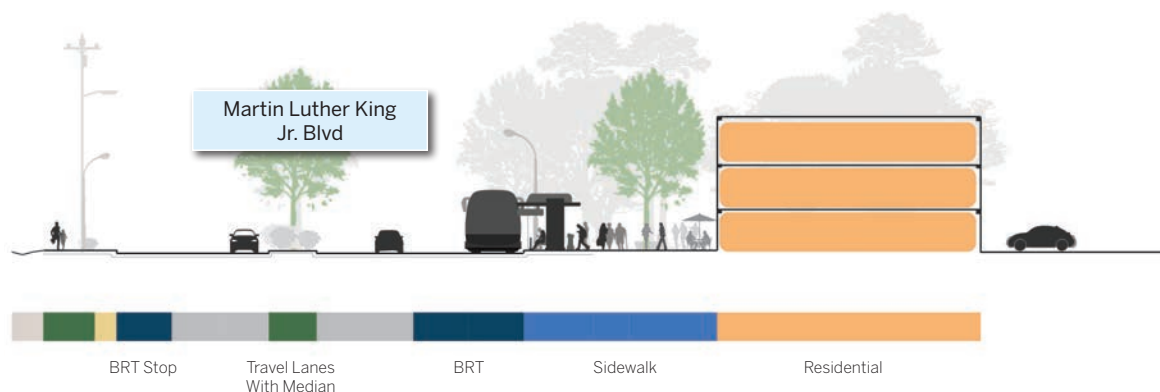 Martin Luther King
Jr. Blvd
BRT Stop
Travel Lanes
With Median
BRT
Sidewalk
Residential